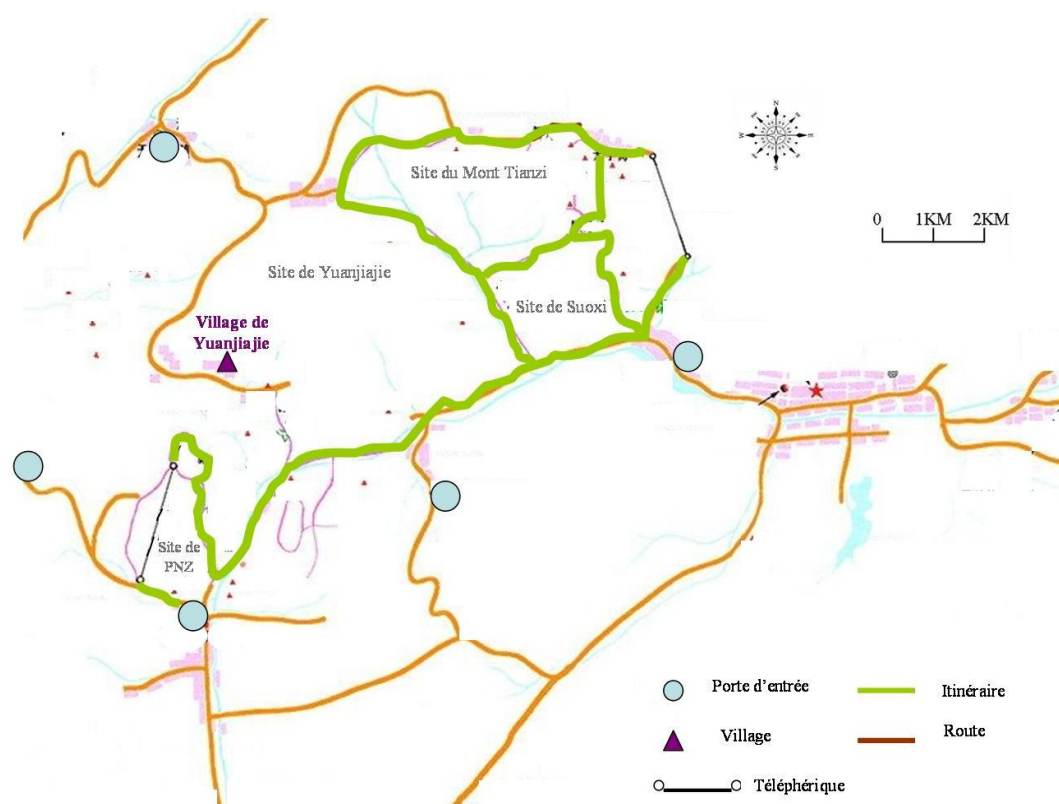 Site du Mont Tianzi
0 1KM 2KM
Site de Yuanjiajie
Site de Suoxi
Village de
Yuanjiajie
Site de
PNZ
Porte d'entrée
Itinéraire
Village
Route
Téléphérique